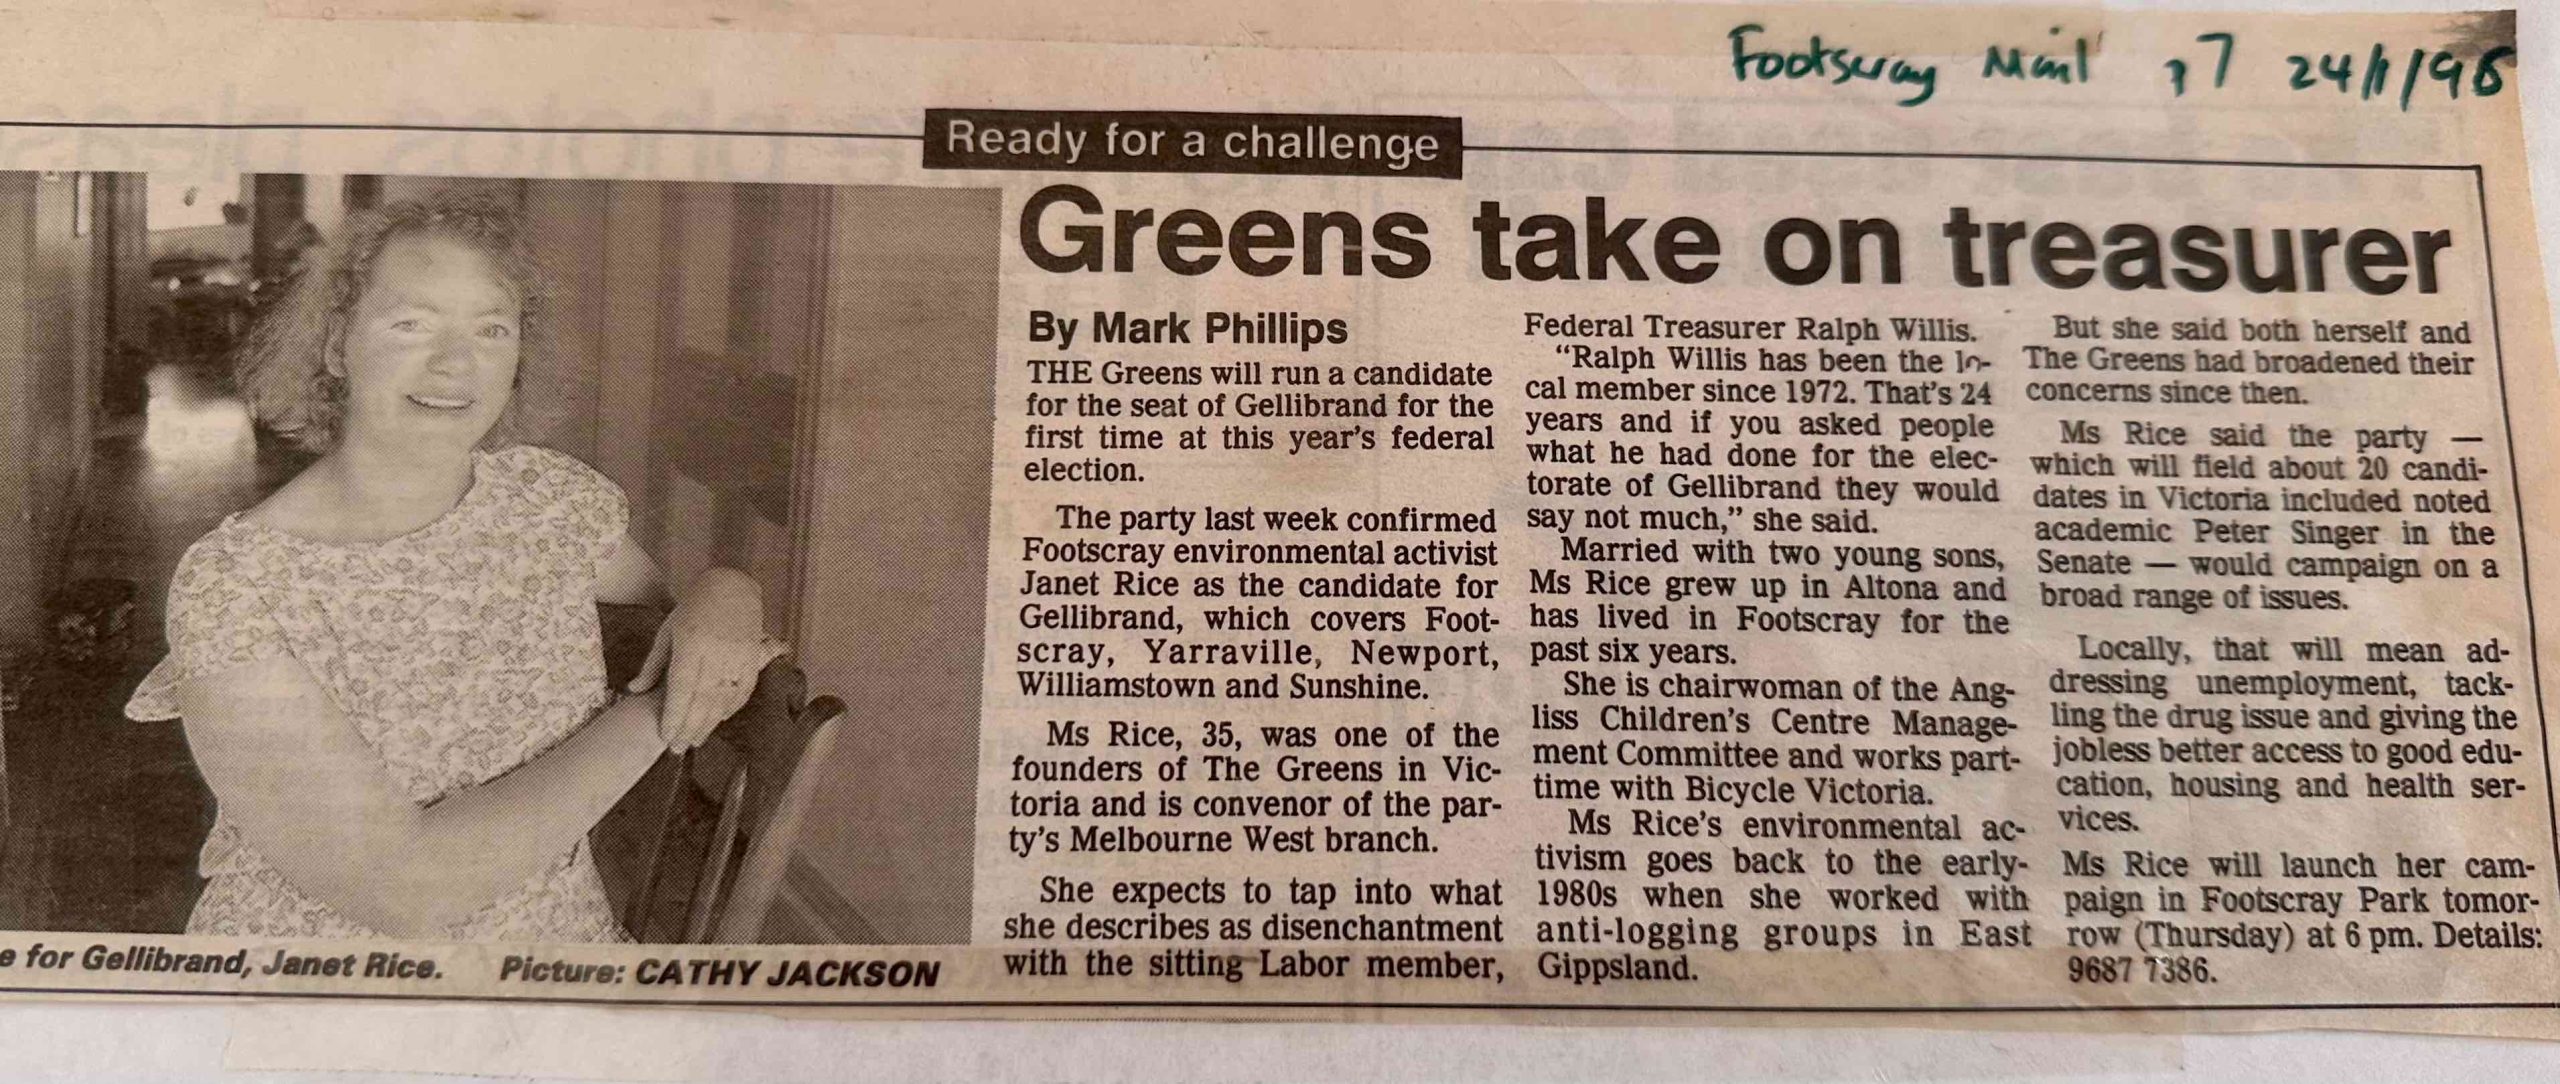 Footscray Mail p7 24/1/96
Ready for a challenge
Greens take on treasurer
By Mark Phillips
THE Greens will run a candidate
for the seat of Gellibrand for the
first time at this year's federal
election.
The party last week confirmed
Footscray environmental activist
Janet Rice as the candidate for
Gellibrand, which covers Foot-
scray, Yarraville, Newport,
Williamstown and Sunshine.
Ms Rice, 35, was one of the
founders of The Greens in Vic-
toria and is convenor of the par-
ty's Melbourne West branch.
She expects to tap into what
she describes as disenchantment
with the sitting Labor member,
Federal Treasurer Ralph Willis.
"Ralph Willis has been the lo-
cal member since 1972. That's 24
years and if you asked people
what he had done for the elec-
torate of Gellibrand they would
say not much," she said.
Married with two young sons,
Ms Rice grew up in Altona and
has lived in Footscray for the
past six years.
She is chairwoman of the Ang-
liss Children's Centre Manage-
ment Committee and works part-
time with Bicycle Victoria.
Ms Rice's environmental ac-
tivism goes back to the early-
1980s when she worked with
anti-logging groups in East
Gippsland.
But she said both herself and
The Greens had broadened their
concerns since then.
Ms Rice said the party —
which will field about 20 candi-
dates in Victoria included noted
academic Peter Singer in the
Senate — would campaign on a
broad range of issues.
Locally, that will mean ad-
dressing unemployment, tack-
ling the drug issue and giving the
jobless better access to good edu-
cation, housing and health ser-
vices.
Ms Rice will launch her cam-
paign in Footscray Park tomor-
row (Thursday) at 6 pm. Details:
9687 7386.
e for Gellibrand, Janet Rice. Picture: CATHY JACKSON